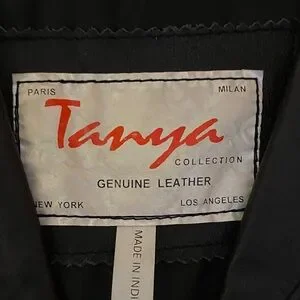 PARIS MILAN
Tanya
COLLECTION
GENUINE LEATHER
NEW YORK LOS ANGELES
MADE IN